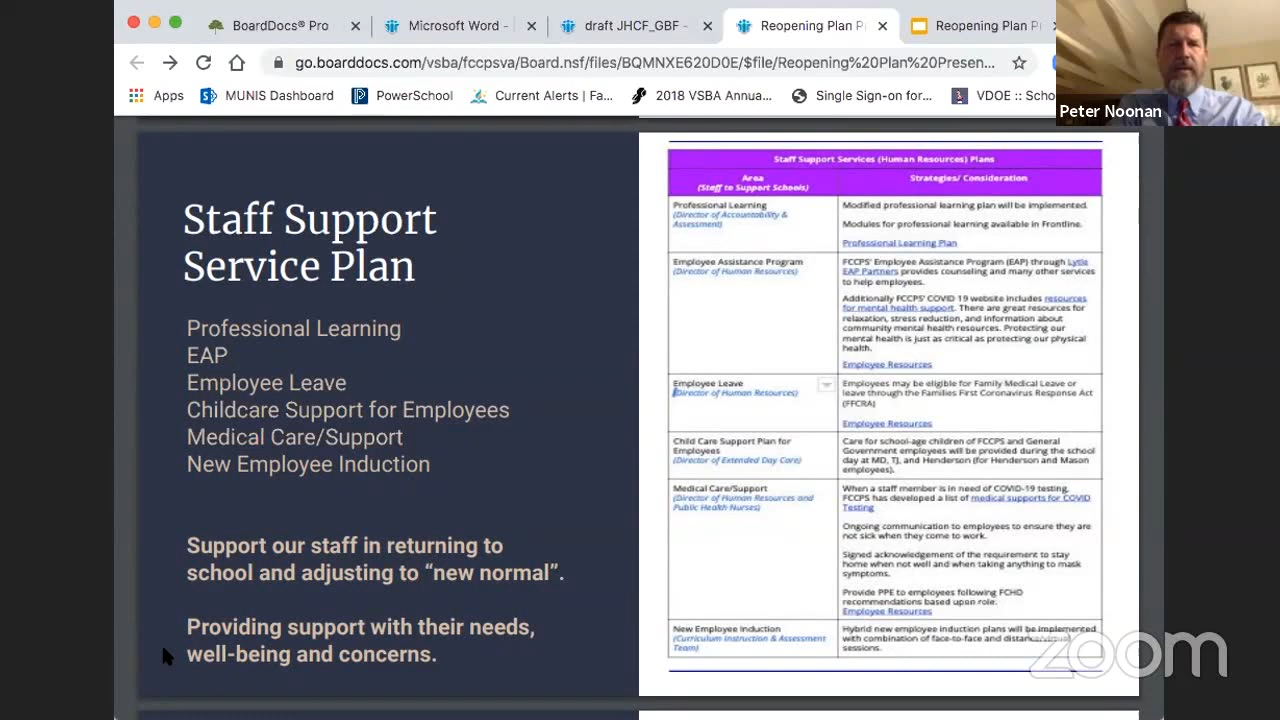 BoardDocs® Pro
Microsoft Word -
draft JHCF_GBF -
Reopening Plan P
Reopening Plan P
go.boarddocs.com/vsba/fccpsva/Board.nsf/files/BQMNXE620D0E/$file/Reopening%20Plan%20Presen...
Apps
MUNIS Dashboard
PowerSchool
Current Alerts | Fa...
2018 VSBA Annua...
Single Sign-on for...
VDOE :: Scho
Peter Noonan
Staff Support
Service Plan
Professional Learning
EAP
Employee Leave
Childcare Support for Employees
Medical Care/Support
New Employee Induction
Support our staff in returning to
school and adjusting to “new normal”.
Providing support with their needs,
well-being and concerns.
Staff Support Services (Human Resources) Plans
Area
(Staff to Support Schools)
Strategies/ Consideration
Professional Learning
(Director of Accountability &
Assessment)
Modified professional learning plan will be implemented.
Modules for professional learning available in Frontline.
Professional Learning Plan
Employee Assistance Program
(Director of Human Resources)
FCCPS' Employee Assistance Program (EAP) through Lytle
EAP Partners provides counseling and many other services
to help employees.
Additionally FCCPS' COVID 19 website includes resources
for mental health support. There are great resources for
relaxation, stress reduction, and information about
community mental health resources. Protecting our
mental health is just as critical as protecting our physical
health.
Employee Resources
Employee Leave
(Director of Human Resources)
Employees may be eligible for Family Medical Leave or
leave through the Families First Coronavirus Response Act
(FFCRA)
Employee Resources
Child Care Support Plan for
Employees
(Director of Extended Day Care)
Care for school-age children of FCCPS and General
Government employees will be provided during the school
day at MD, TJ, and Henderson (for Henderson and Mason
employees).
Medical Care/Support
(Director of Human Resources and
Public Health Nurses)
When a staff member is in need of COVID-19 testing,
FCCPS has developed a list of medical supports for COVID
Testing
Ongoing communication to employees to ensure they are
not sick when they come to work.
Signed acknowledgement of the requirement to stay
home when not well and when taking anything to mask
symptoms.
Provide PPE to employees following FCHD
recommendations based upon role.
Employee Resources
New Employee Induction
(Curriculum Instruction & Assessment
Team)
Hybrid new employee induction plans will be implemented
with combination of face-to-face and distance/virtual
sessions.
zoom